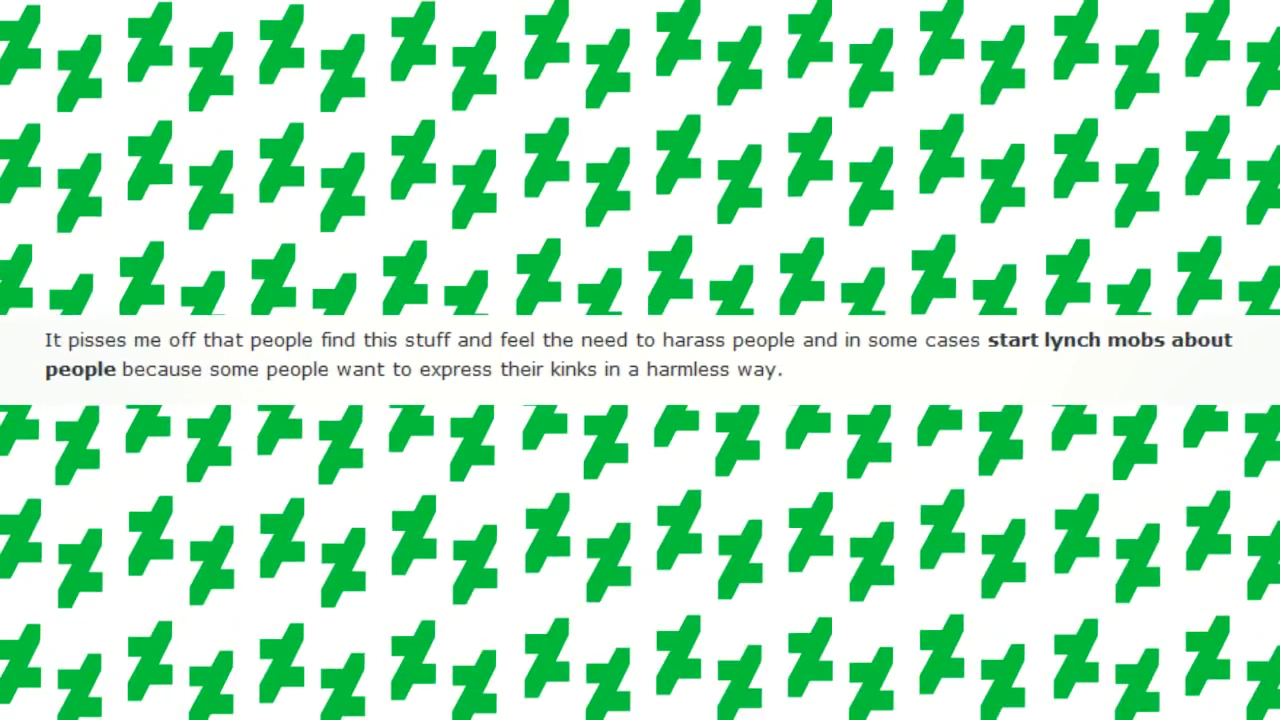 It pisses me off that people find this stuff and feel the need to harass people and in some cases start lynch mobs about
people because some people want to express their kinks in a harmless way.